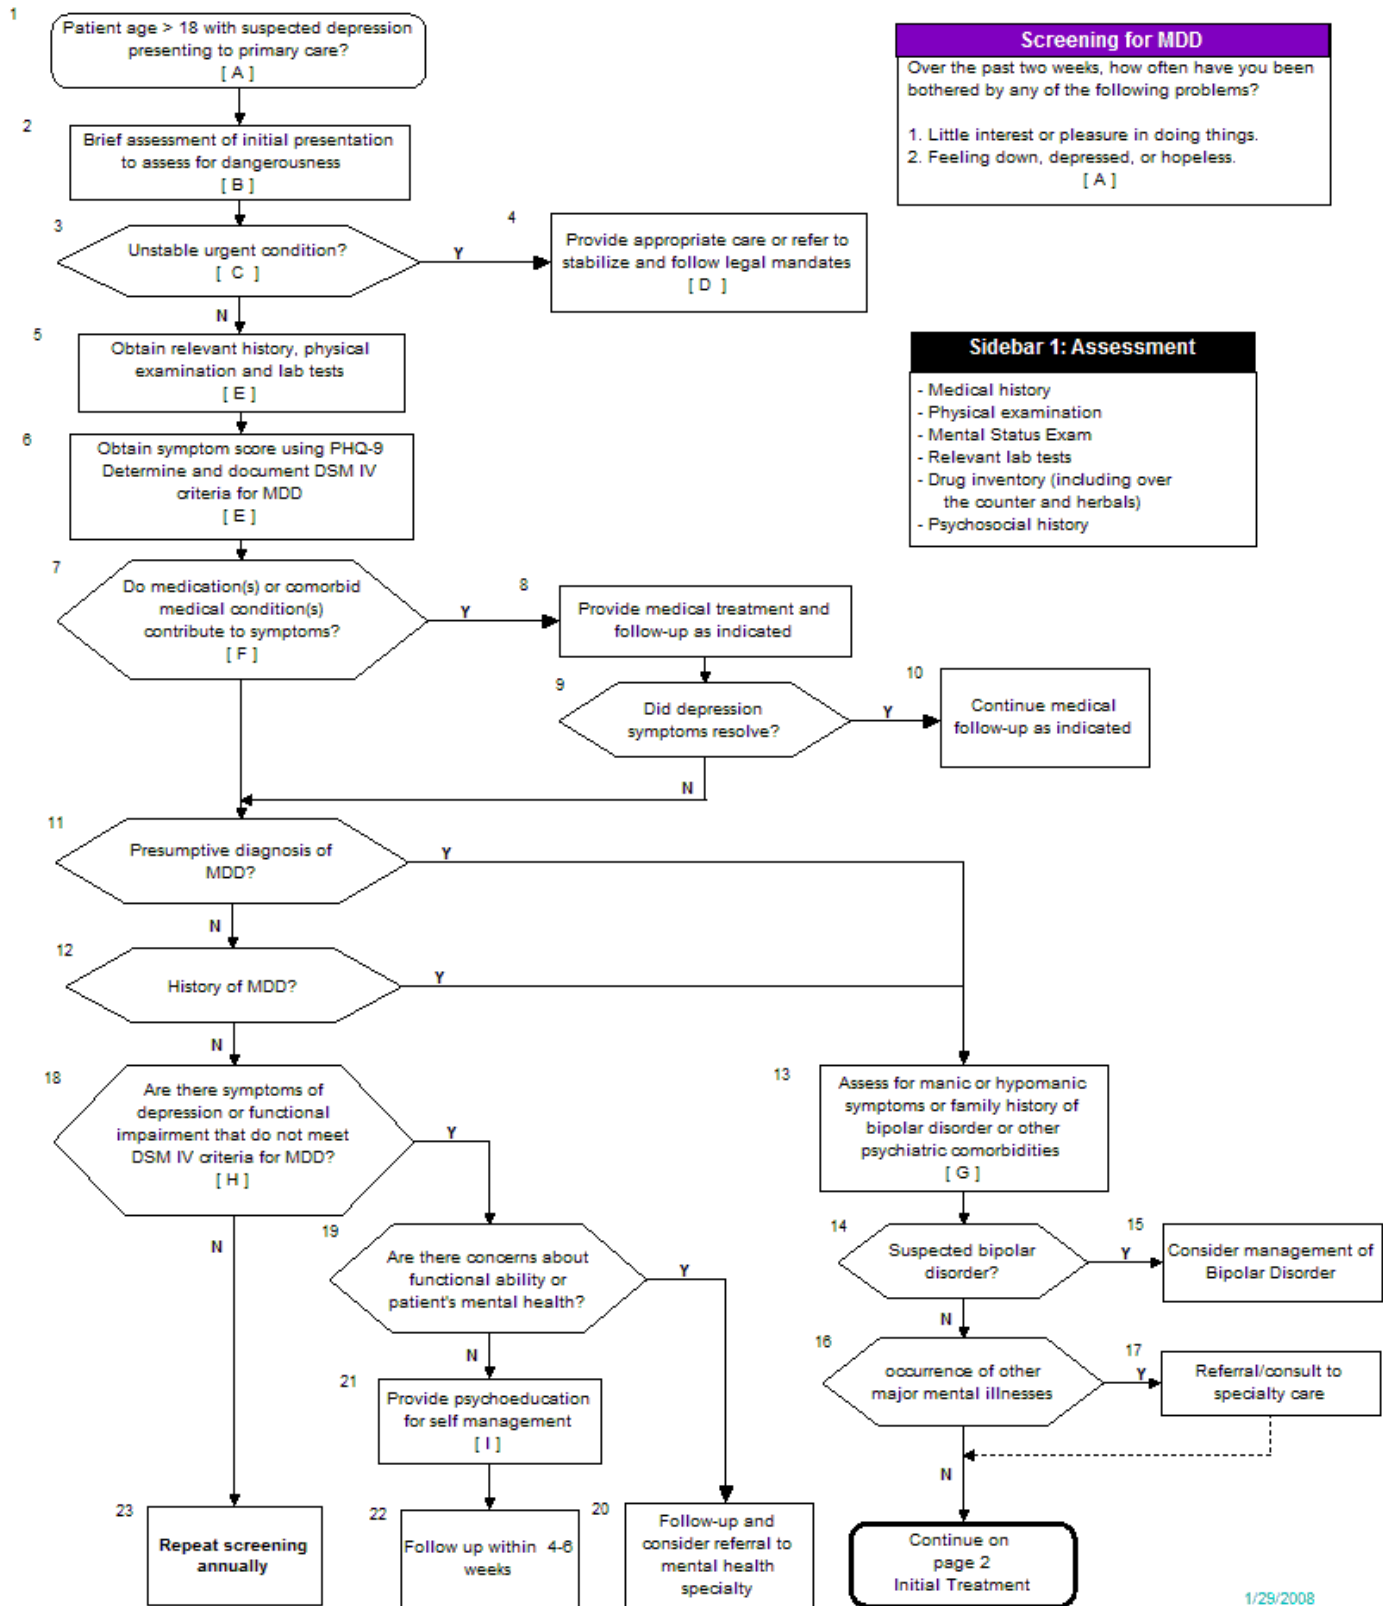 1
Patient age > 18 with suspected depression
presenting to primary care?
[ A ]
Screening for MDD
Over the past two weeks, how often have you been
bothered by any of the following problems?
1. Little interest or pleasure in doing things.
2. Feeling down, depressed, or hopeless.
[ A ]
2
Brief assessment of initial presentation
to assess for dangerousness
[ B ]
3
Unstable urgent condition?
[ C ]
Y
4
Provide appropriate care or refer to
stabilize and follow legal mandates
[ D ]
N
5
Obtain relevant history, physical
examination and lab tests
[ E ]
Sidebar 1: Assessment
- Medical history
- Physical examination
- Mental Status Exam
- Relevant lab tests
- Drug inventory (including over
the counter and herbals)
- Psychosocial history
6
Obtain symptom score using PHQ-9
Determine and document DSM IV
criteria for MDD
[ E ]
7
Do medication(s) or comorbid
medical condition(s)
contribute to symptoms?
[ F ]
Y
8
Provide medical treatment and
follow-up as indicated
9
Did depression
symptoms resolve?
Y
10
Continue medical
follow-up as indicated
N
11
Presumptive diagnosis of
MDD?
Y
N
12
History of MDD?
Y
N
18
Are there symptoms of
depression or functional
impairment that do not meet
DSM IV criteria for MDD?
[ H ]
Y
N
13
Assess for manic or hypomanic
symptoms or family history of
bipolar disorder or other
psychiatric comorbidities
[ G ]
14
Suspected bipolar
disorder?
Y
15
Consider management of
Bipolar Disorder
N
19
Are there concerns about
functional ability or
patient's mental health?
Y
N
16
occurrence of other
major mental illnesses
Y
17
Referral/consult to
specialty care
N
21
Provide psychoeducation
for self management
[ I ]
23
Repeat screening
annually
22
Follow up within 4-6
weeks
20
Follow-up and
consider referral to
mental health
specialty
Continue on
page 2
Initial Treatment
1/29/2008